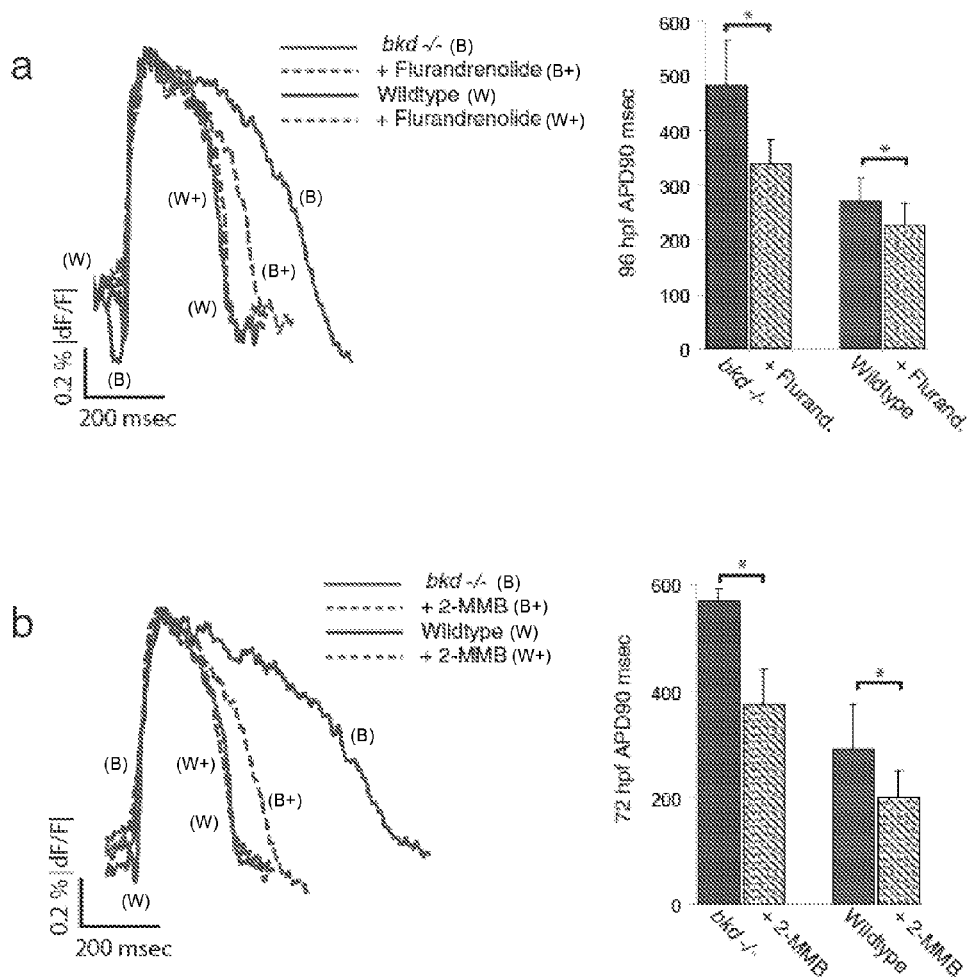 a
bkd -/- (B)
+ Flurandrenolide (B+)
Wildtype (W)
+ Flurandrenolide (W+)
(W+)
(B)
(W)
(B+)
(W)
(B)
0.2 % |dF/F|
200 msec
96 hpf APD90 msec
600
500
400
300
200
100
0
*
*
bkd -/-
+ Flurand.
Wildtype
+ Flurand.
b
bkd -/- (B)
+ 2-MMB (B+)
Wildtype (W)
+ 2-MMB (W+)
(B)
(W+)
(B)
(B+)
(W)
(W)
0.2 % |dF/F|
200 msec
72 hpf APD90 msec
600
400
200
0
*
*
bkd -/-
+ 2-MMB
Wildtype
+ 2-MMB